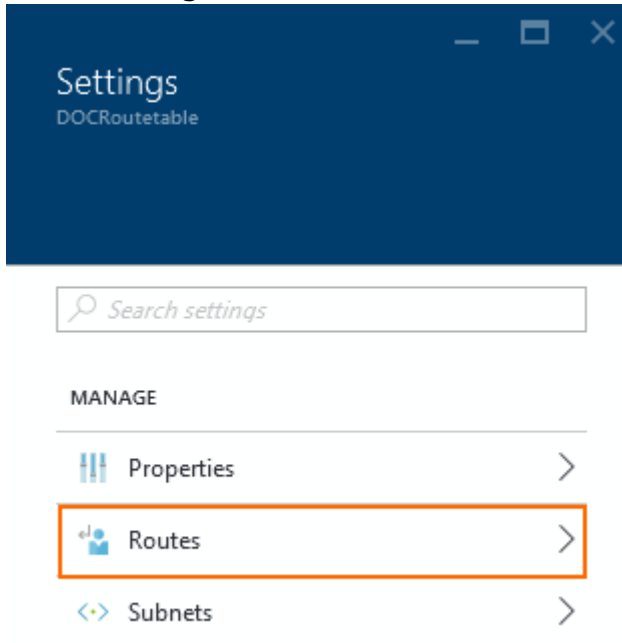 Settings
DOCRoutetable
Search settings
MANAGE
Properties
Routes
Subnets